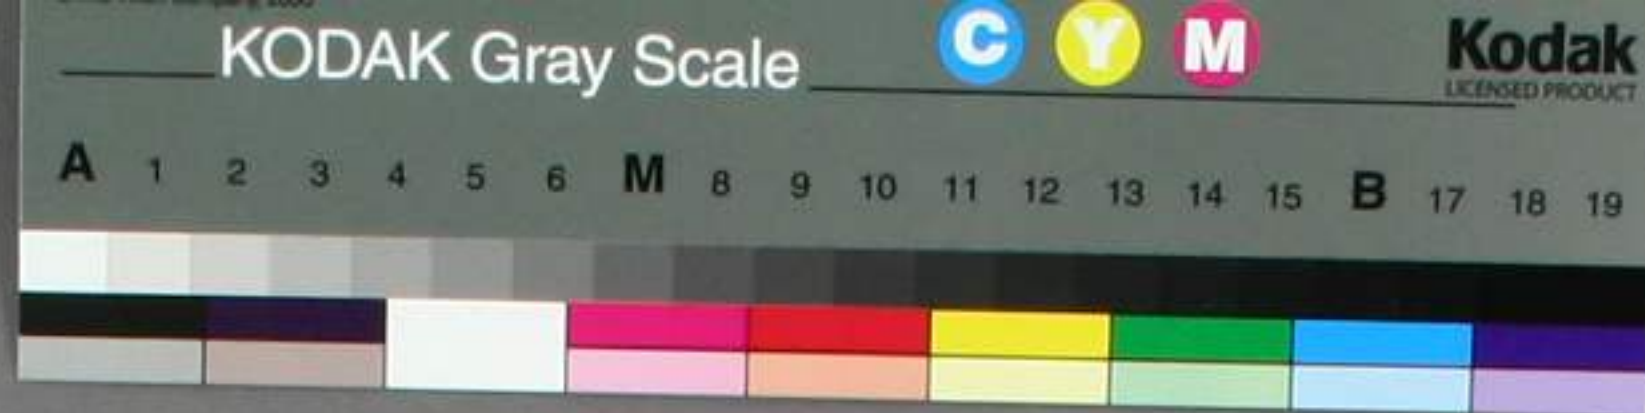 KODAK Gray Scale
C Y M
Kodak
LICENSED PRODUCT
A 1 2 3 4 5 6 M 8 9 10 11 12 13 14 15 B 17 18 19